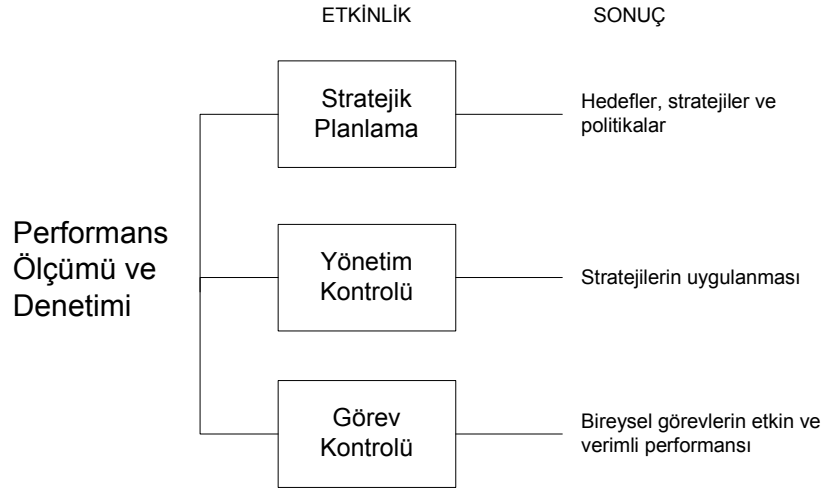 ETKİNLİK
SONUÇ
Stratejik
Planlama
Hedefler, stratejiler ve
politikalar
Performans
Ölçümü ve
Denetimi
Yönetim
Kontrolü
Stratejilerin uygulanması
Görev
Kontrolü
Bireysel görevlerin etkin ve
verimli performansı